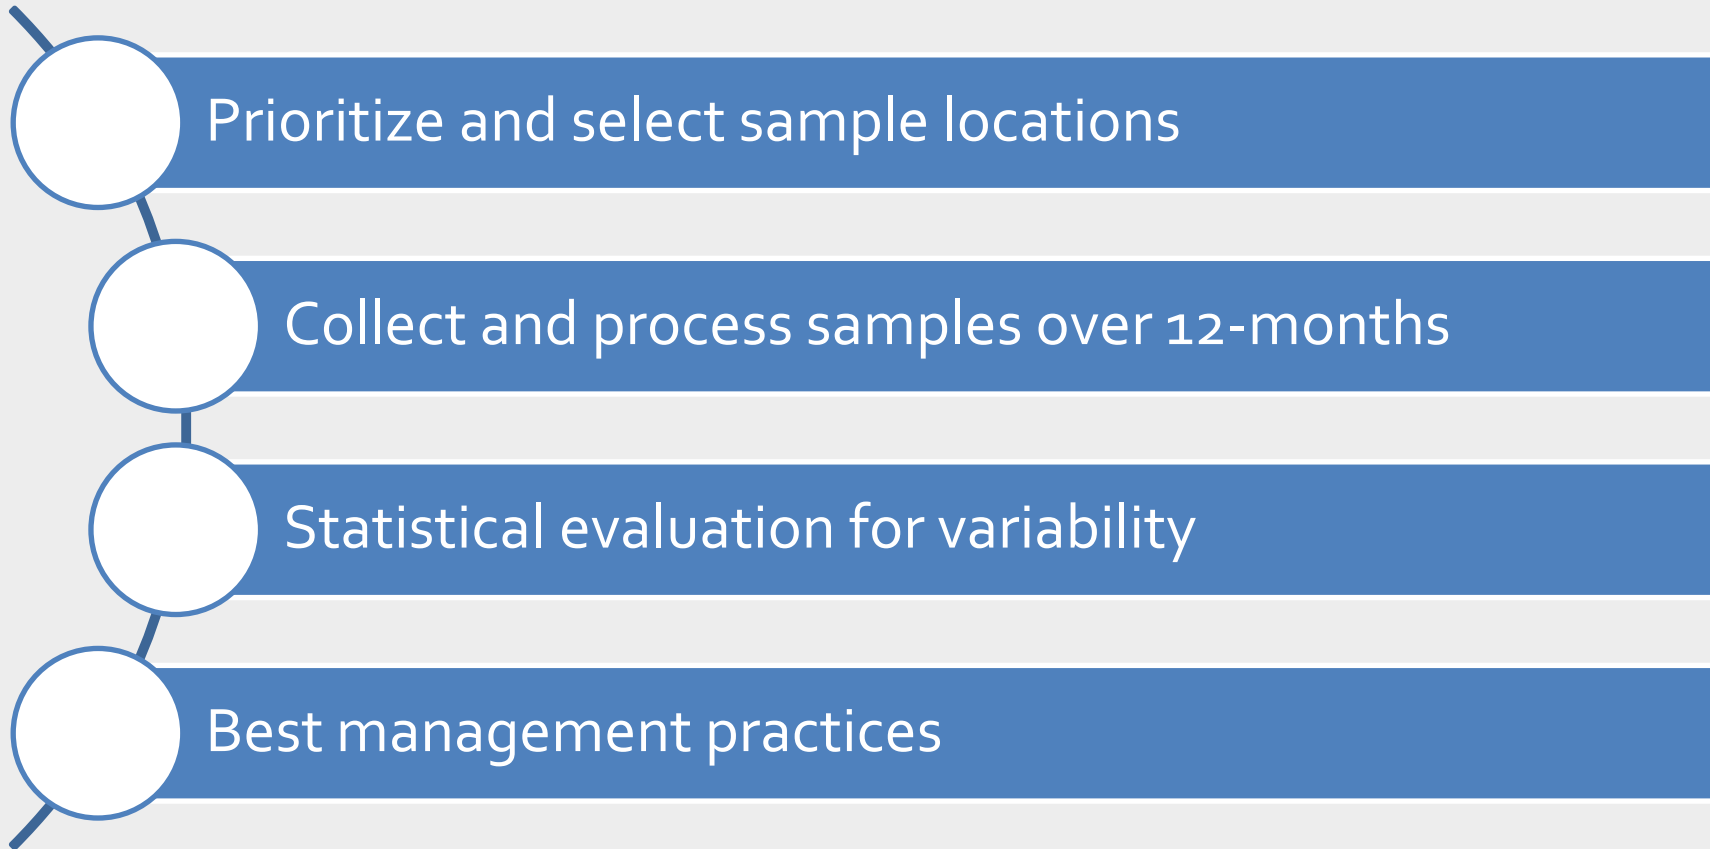 Prioritize and select sample locations
Collect and process samples over 12-months
Statistical evaluation for variability
Best management practices